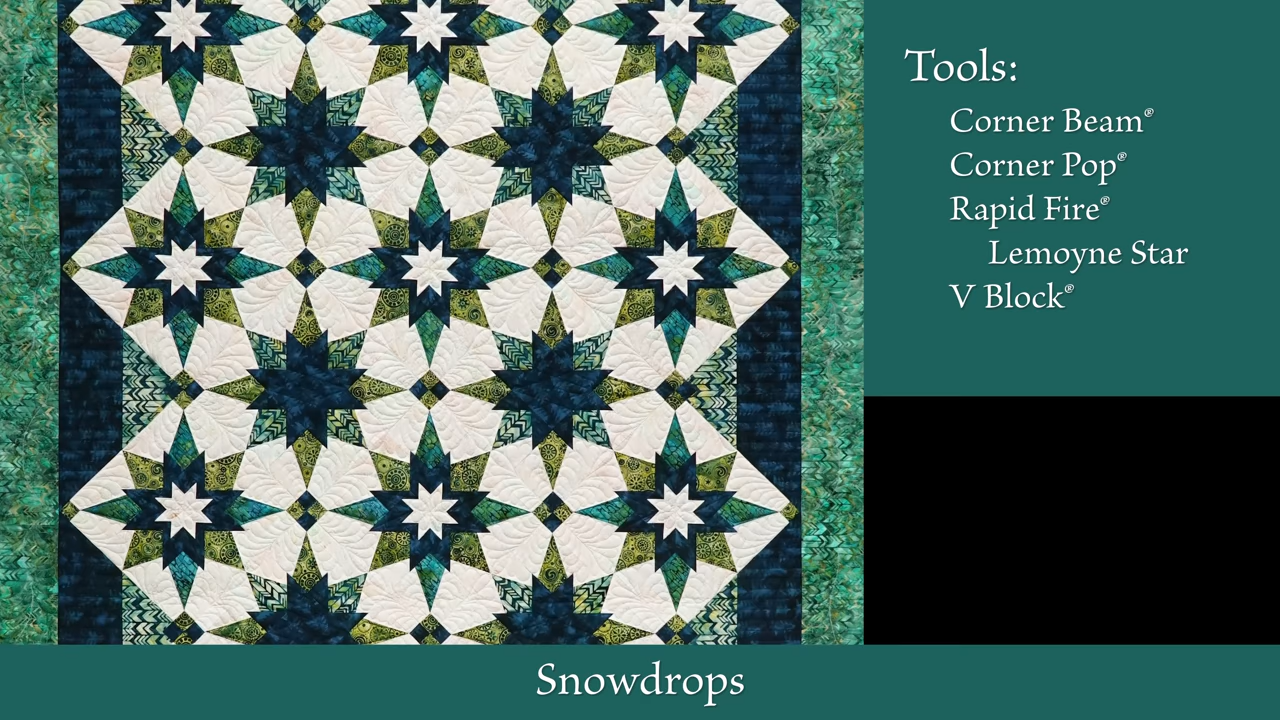 Tools:
Corner Beam®
Corner Pop®
Rapid Fire®
Lemoyne Star
V Block®
Snowdrops